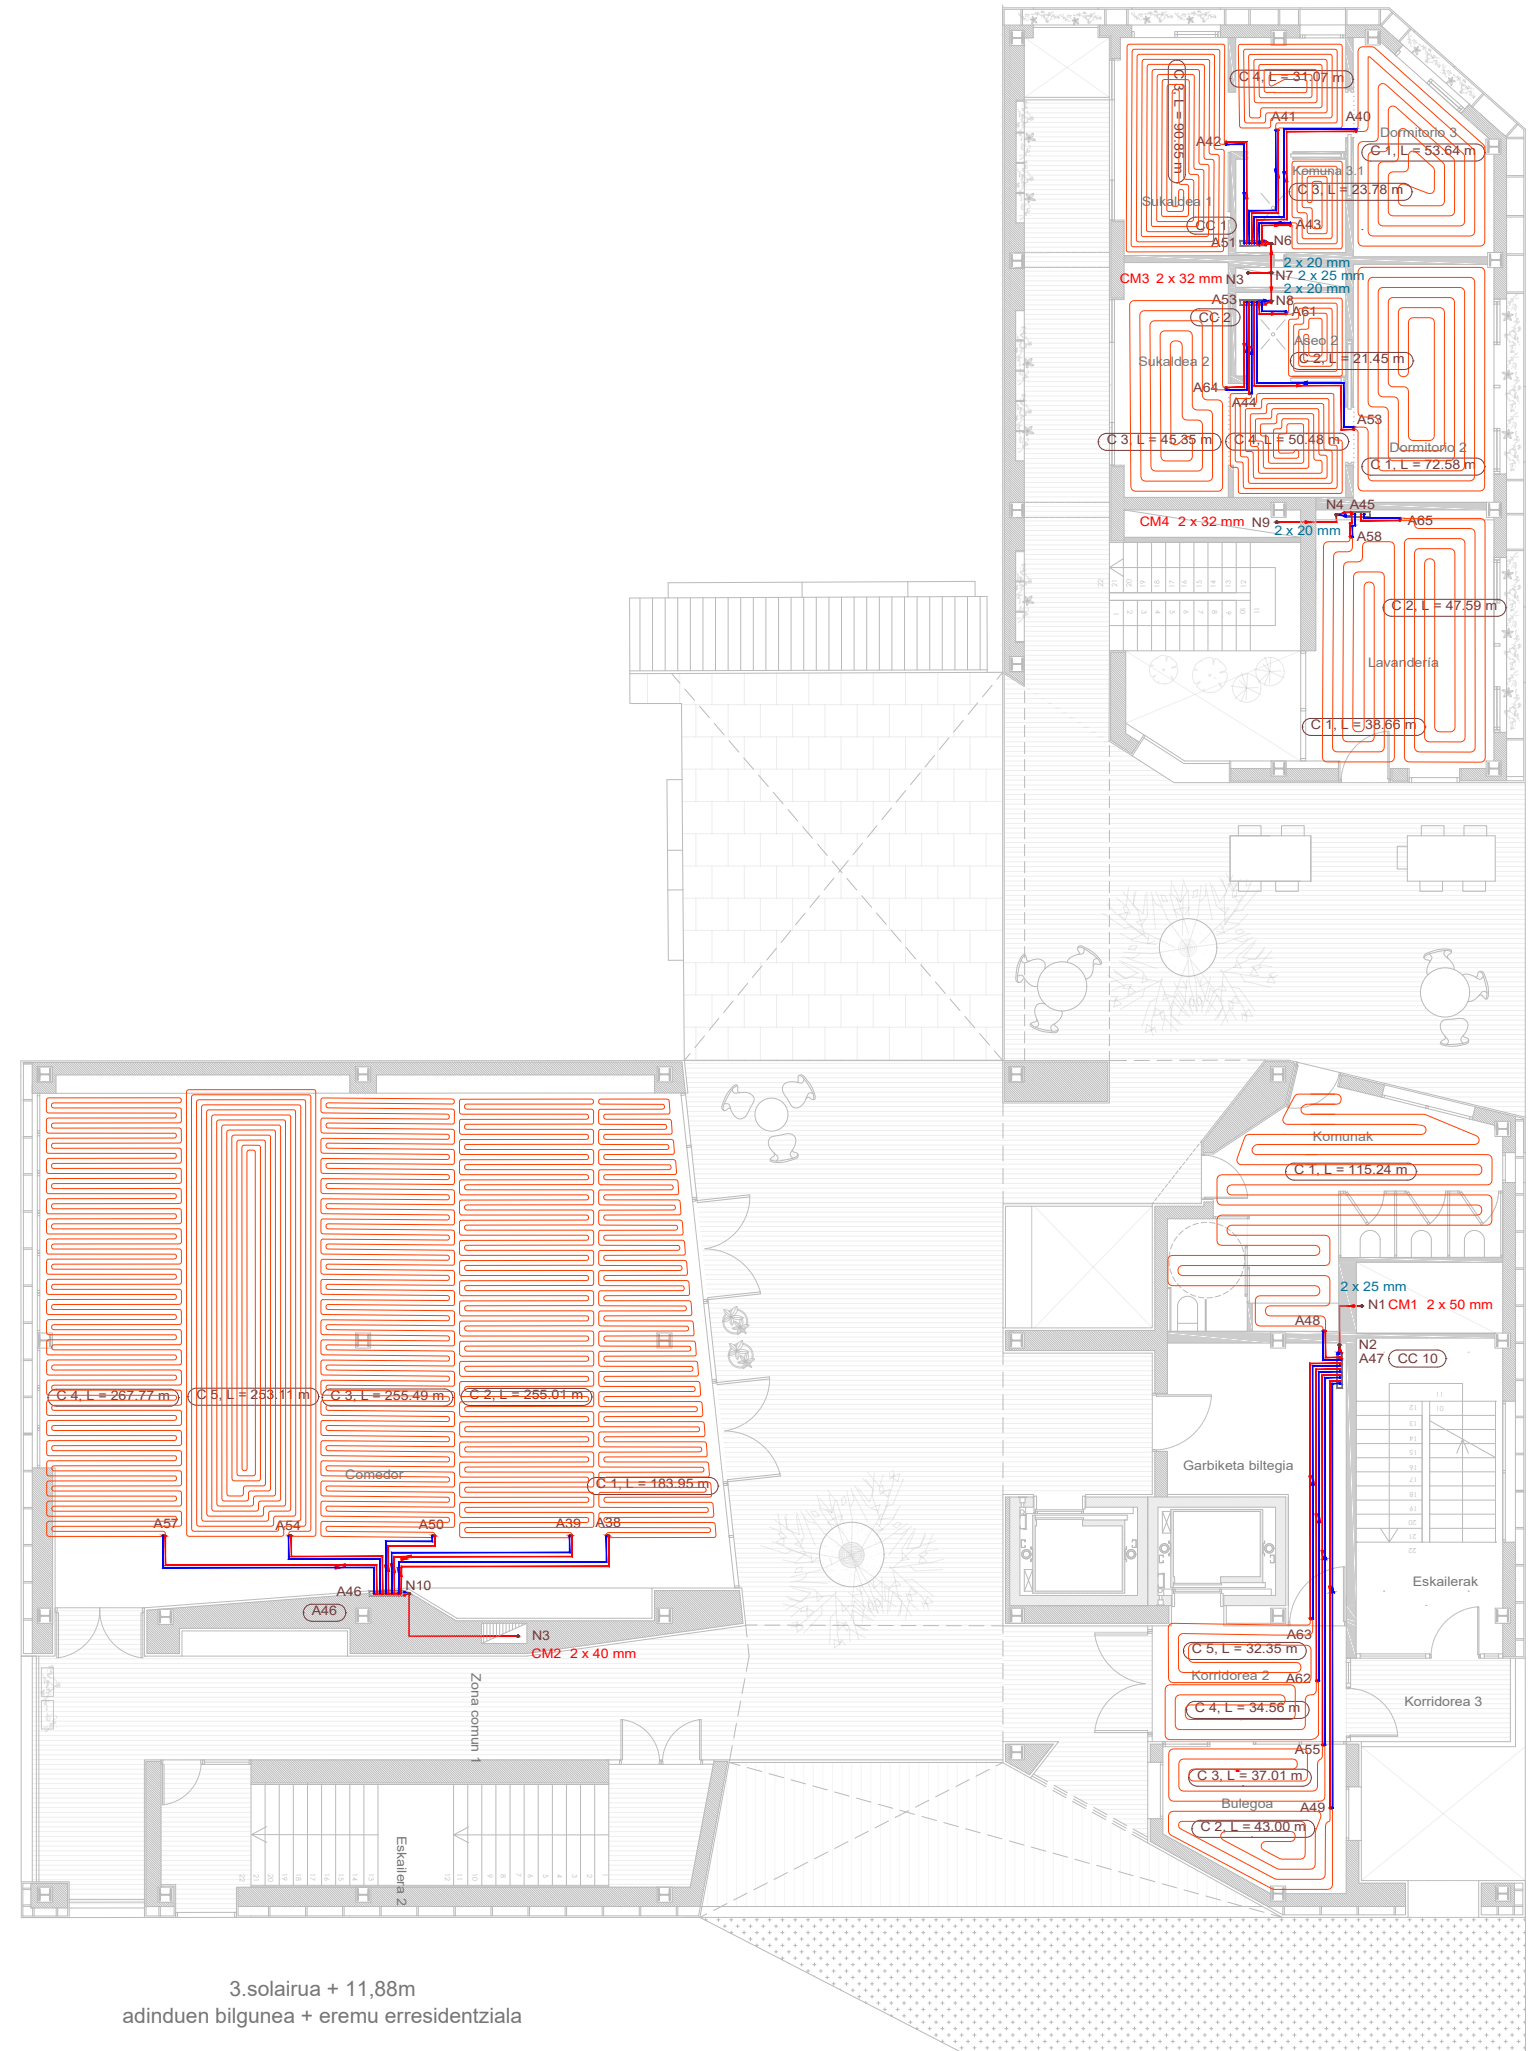 C 4, L = 31.07 m
C 3, L = 90.85 m
A41
A40
A42
Dormitorio 3
C 1, L = 53.64 m
Komuna 3.1
C 3, L = 23.78 m
Sukaldea 1
CC 1
A43
A51
N6
2 x 20 mm
CM3 2 x 32 mm
N3
N7
2 x 25 mm
2 x 20 mm
A53
N8
A61
CC 2
Aseo 2
C 2, L = 21.45 m
Sukaldea 2
A64
A44
A53
C 3, L = 45.35 m
C 4, L = 50.48 m
Dormitorio 2
C 1, L = 72.58 m
N4
A45
CM4 2 x 32 mm
N9
A65
2 x 20 mm
A58
C 2, L = 47.59 m
Lavandería
C 1, L = 38.66 m
Komunak
C 1, L = 115.24 m
2 x 25 mm
N1
CM1 2 x 50 mm
A48
N2
A47
CC 10
C 4, L = 267.77 m
C 5, L = 253.11 m
C 3, L = 255.49 m
C 2, L = 255.01 m
Comedor
C 1, L = 183.95 m
Garbiketa biltegia
A57
A54
A50
A39
A38
A46
N10
A46
N3
CM2 2 x 40 mm
Eskailerak
A63
C 5, L = 32.35 m
Korridorea 2
A62
C 4, L = 34.56 m
Korridorea 3
Zona comun 1
A55
C 3, L = 37.01 m
Bulegoa
A49
C 2, L = 43.00 m
Eskailera 2
3.solairua + 11,88m
adinduen bilgunea + eremu erresidentziala